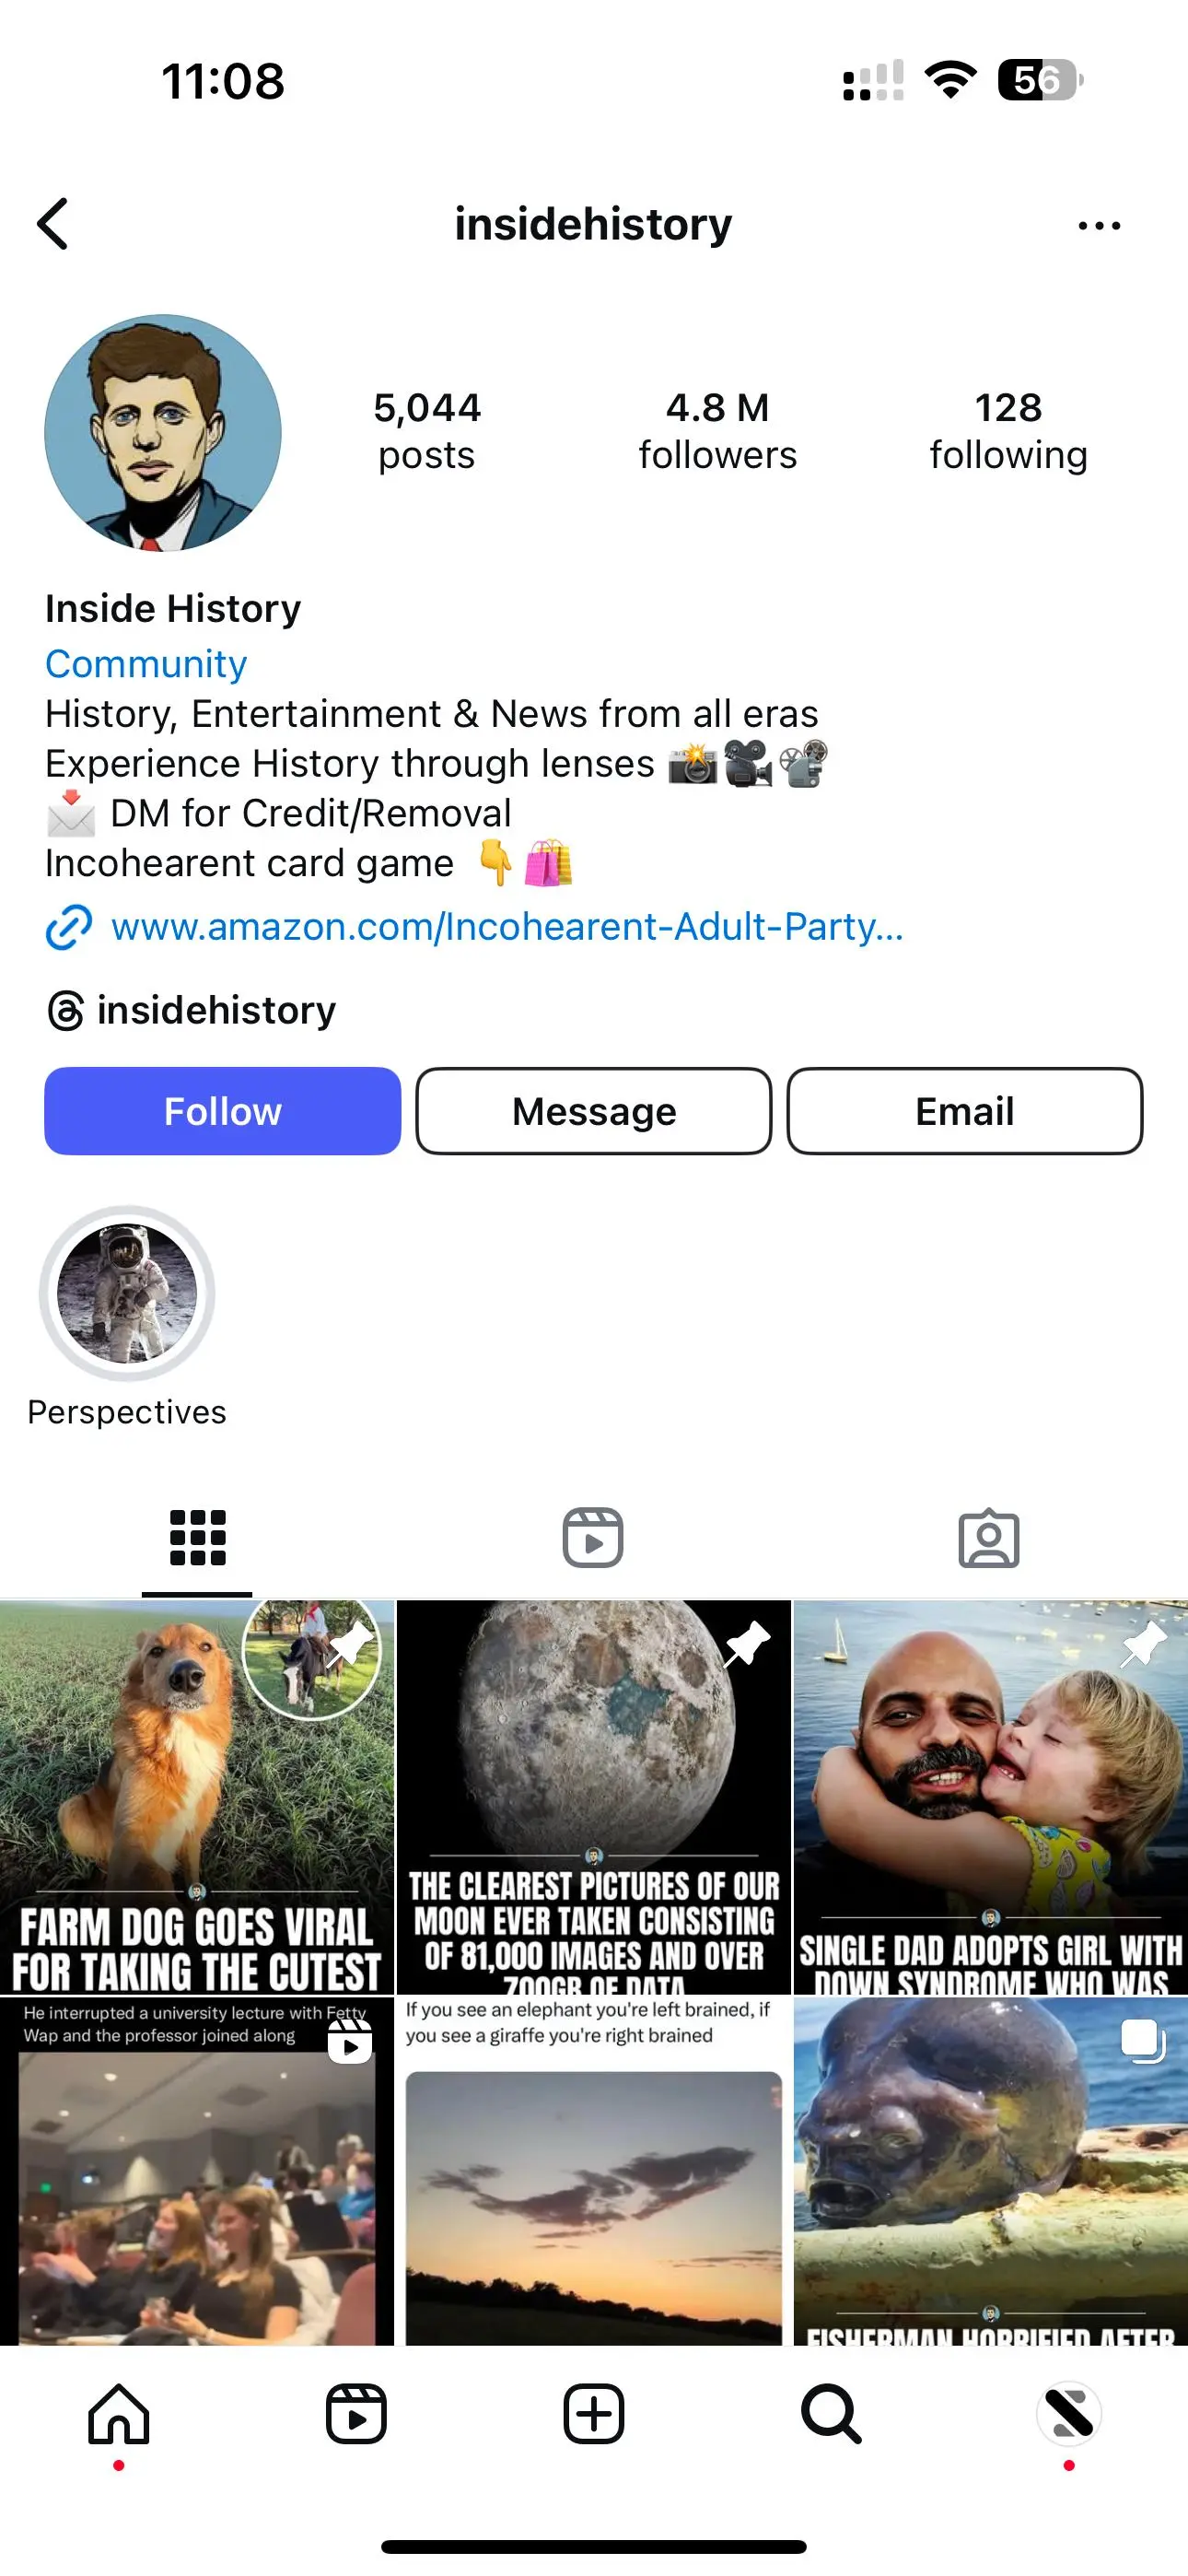 11:08
56
insidehistory
5,044
posts
4.8 M
followers
128
following
Inside History
Community
History, Entertainment & News from all eras
Experience History through lenses 📸🎥📽
📩 DM for Credit/Removal
Incohearent card game 👇🛍
www.amazon.com/Incohearent-Adult-Party...
insidehistory
Follow
Message
Email
Perspectives
FARM DOG GOES VIRAL
FOR TAKING THE CUTEST
THE CLEAREST PICTURES OF OUR
MOON EVER TAKEN CONSISTING
OF 81,000 IMAGES AND OVER
700GB OF DATA
SINGLE DAD ADOPTS GIRL WITH
DOWN SYNDROME WHO WAS
He interrupted a university lecture with Fetty
Wap and the professor joined along
If you see an elephant you're left brained, if
you see a giraffe you're right brained
FISHERMAN HORRIFIED AFTER